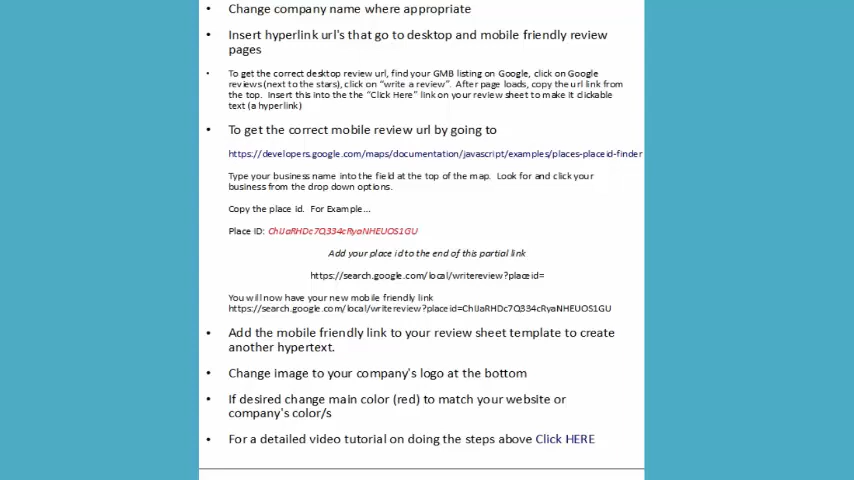 • Change company name where appropriate
• Insert hyperlink url's that go to desktop and mobile friendly review
pages
• To get the correct desktop review url, find your GMB listing on Google, click on Google
reviews (next to the stars), click on "write a review". After page loads, copy the url link from
the top. Insert this into the the "Click Here" link on your review sheet to make it clickable
text (a hyperlink)
• To get the correct mobile review url by going to
https://developers.google.com/maps/documentation/javascript/examples/places-placeid-finder
Type your business name into the field at the top of the map. Look for and click your
business from the drop down options.
Copy the place id. For Example...
Place ID: ChIJaRHDc7Q334cRyaNHEUOS1GU
Add your place id to the end of this partial link
https://search.google.com/local/writereview?placeid=
You will now have your new mobile friendly link
https://search.google.com/local/writereview?placeid=ChIJaRHDc7Q334cRyaNHEUOS1GU
• Add the mobile friendly link to your review sheet template to create
another hypertext.
• Change image to your company's logo at the bottom
• If desired change main color (red) to match your website or
company's color/s
• For a detailed video tutorial on doing the steps above Click HERE